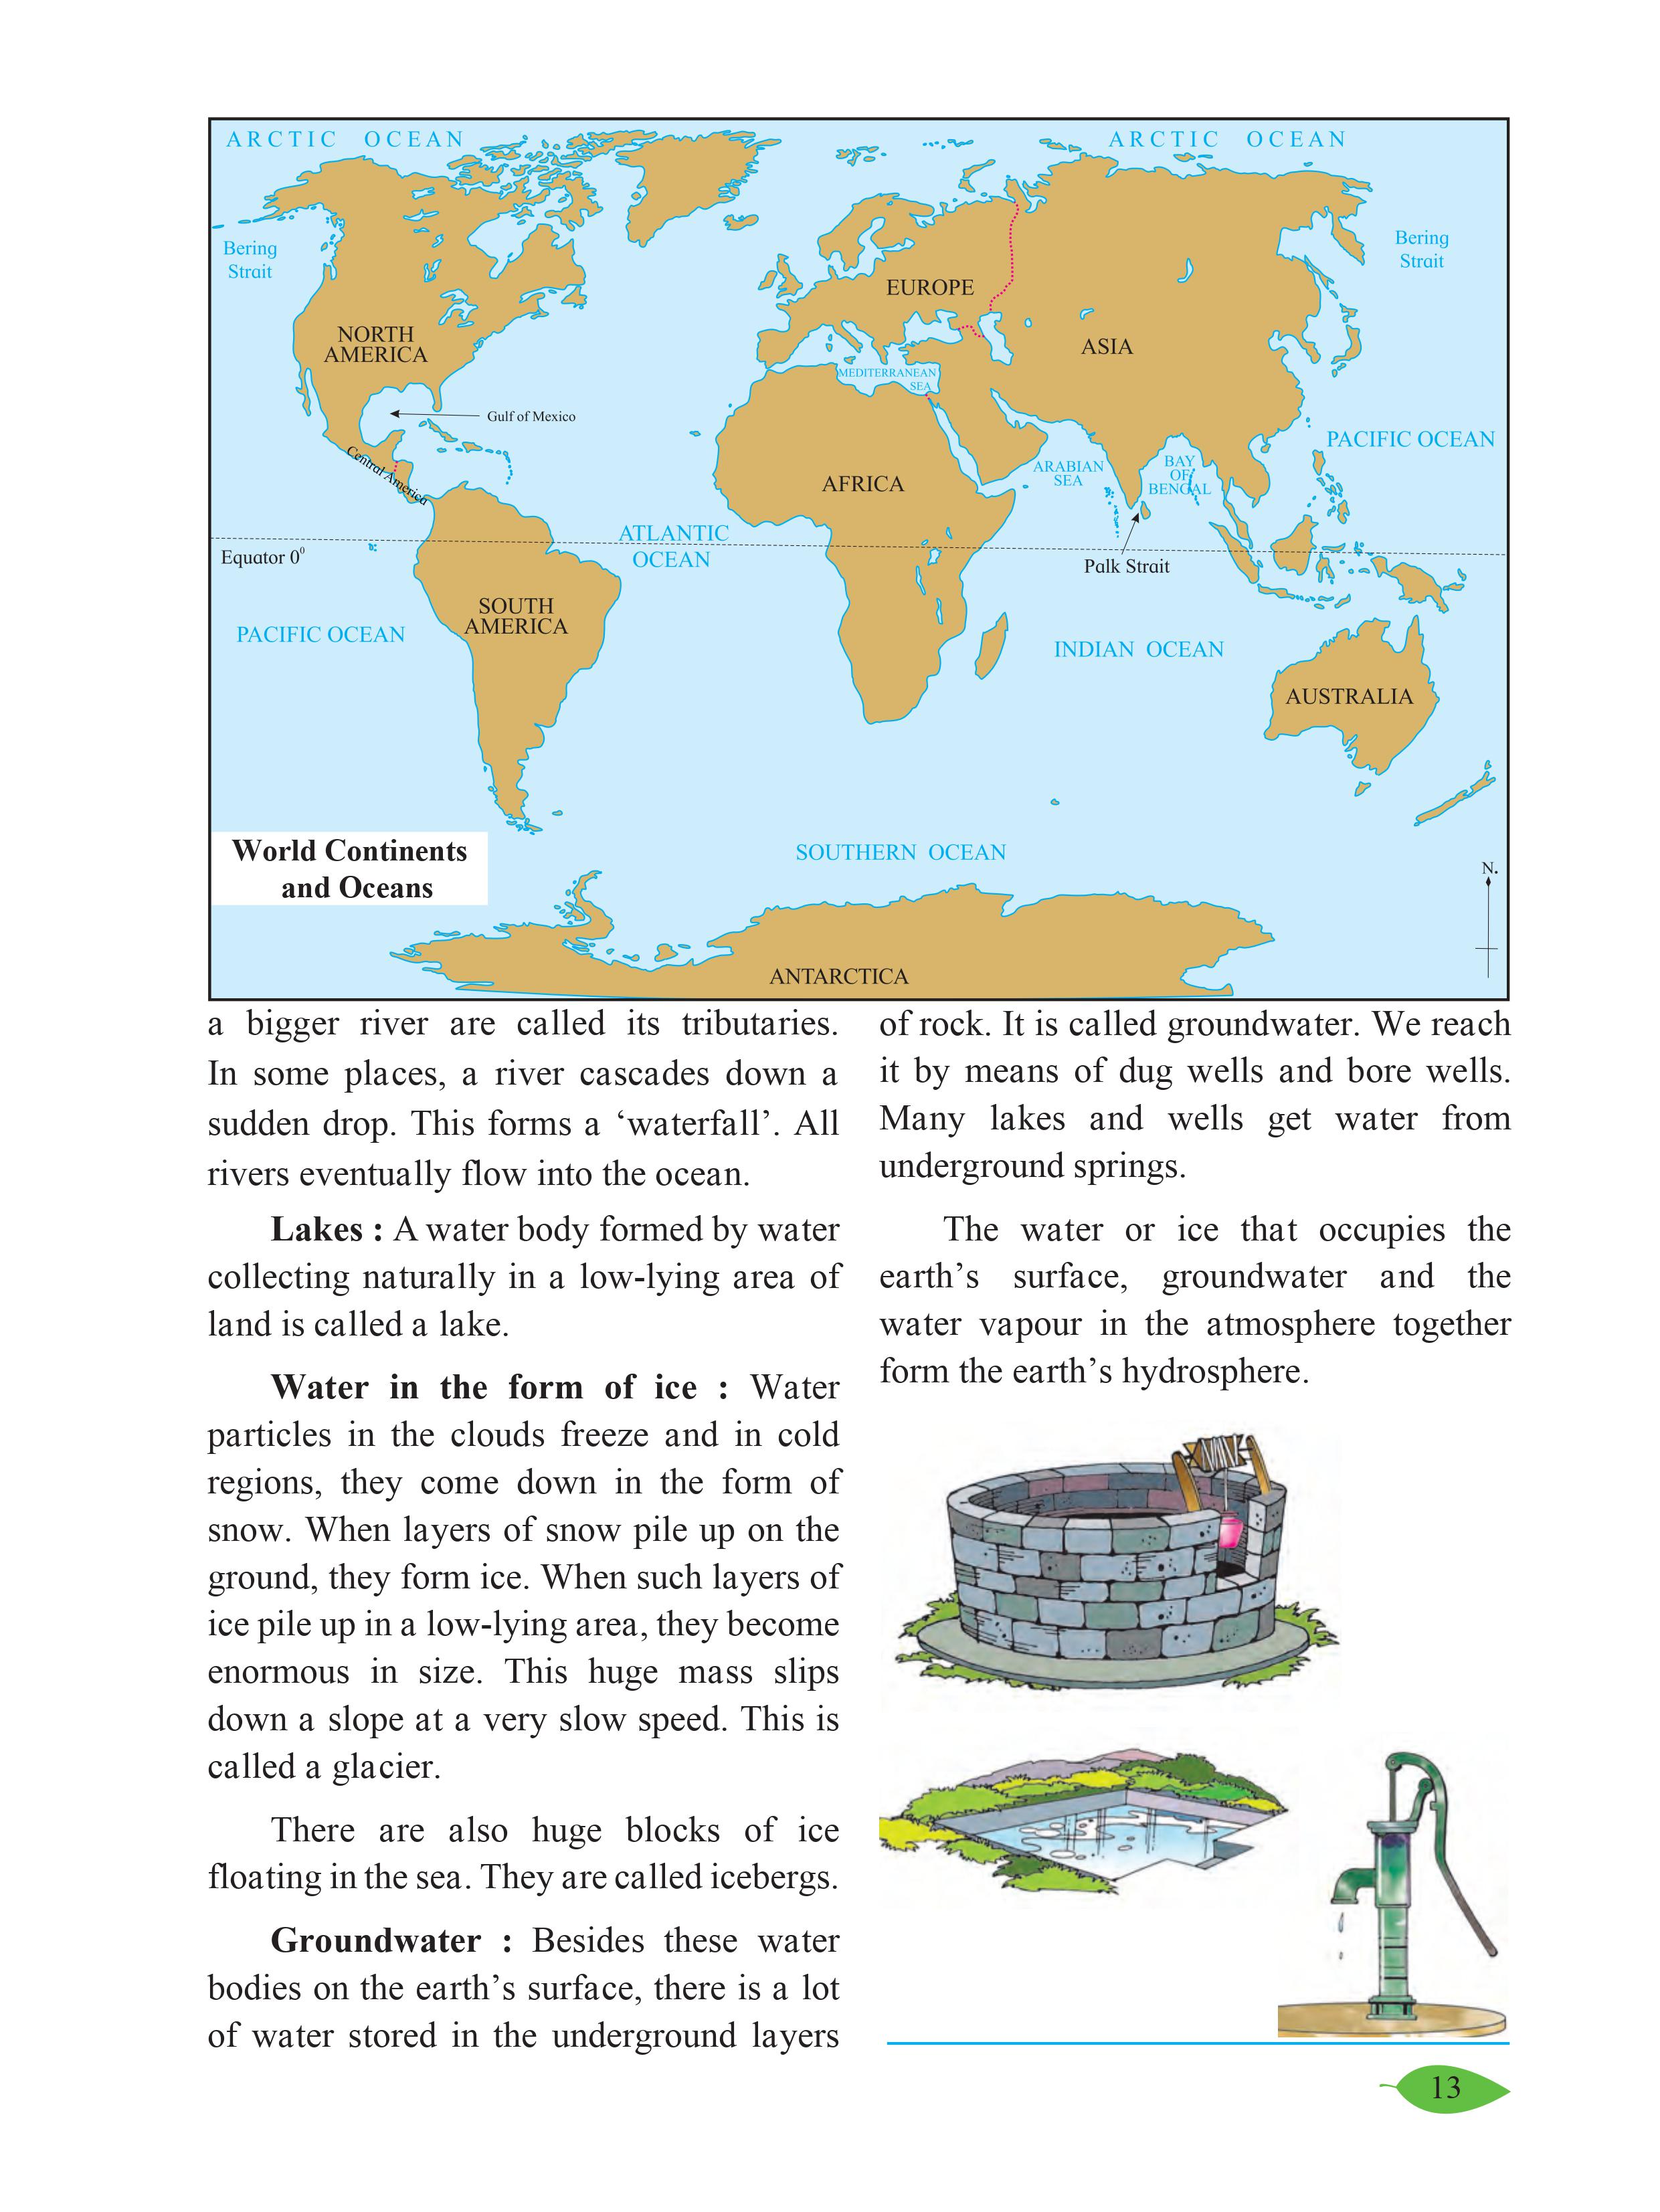 ARCTIC OCEAN
ARCTIC OCEAN
Bering
Strait
Bering
Strait
EUROPE
NORTH
AMERICA
ASIA
MEDITERRANEAN
SEA
Gulf of Mexico
PACIFIC OCEAN
Central America
ARABIAN
SEA
BAY
OF
BENGAL
AFRICA
ATLANTIC
OCEAN
Equator 0⁰
Palk Strait
SOUTH
AMERICA
PACIFIC OCEAN
INDIAN OCEAN
AUSTRALIA
World Continents
and Oceans
SOUTHERN OCEAN
N.
ANTARCTICA
a bigger river are called its tributaries.
In some places, a river cascades down a
sudden drop. This forms a ‘waterfall’. All
rivers eventually flow into the ocean.
Lakes : A water body formed by water
collecting naturally in a low-lying area of
land is called a lake.
Water in the form of ice : Water
particles in the clouds freeze and in cold
regions, they come down in the form of
snow. When layers of snow pile up on the
ground, they form ice. When such layers of
ice pile up in a low-lying area, they become
enormous in size. This huge mass slips
down a slope at a very slow speed. This is
called a glacier.
There are also huge blocks of ice
floating in the sea. They are called icebergs.
Groundwater : Besides these water
bodies on the earth’s surface, there is a lot
of water stored in the underground layers
of rock. It is called groundwater. We reach
it by means of dug wells and bore wells.
Many lakes and wells get water from
underground springs.
The water or ice that occupies the
earth’s surface, groundwater and the
water vapour in the atmosphere together
form the earth’s hydrosphere.
13